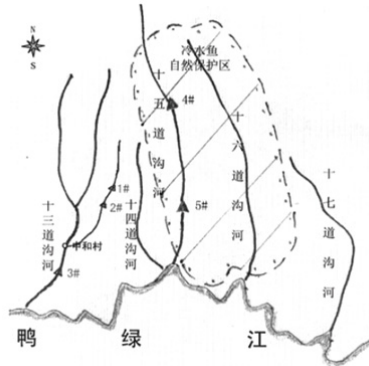 N
S
冷水鱼
自然保护区
十五道沟河
4#
十六道沟河
1#
2#
十三道沟河
十四道沟河
5#
十七道沟河
中和村
3#
鸭 绿 江